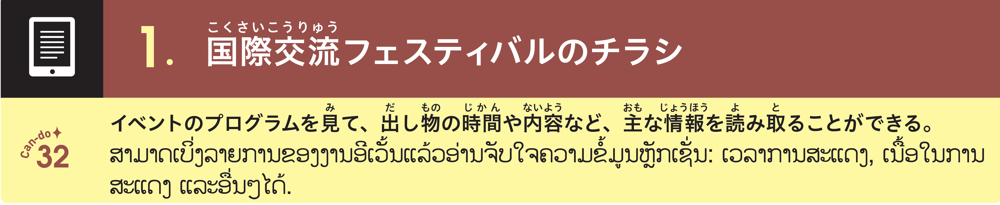 こくさいこうりゅう
1. 国際交流フェスティバルのチラシ
み だ もの じかん ないよう おも じょうほう よ と
イベントのプログラムを見て、出し物の時間や内容など、主な情報を読み取ることができる。
Can-do
32
ສາມາດເບິ່ງລາຍການຂອງງານອີເວັ້ນແລ້ວອ່ານຈັບໃຈຄວາມຂໍ້ມູນຫຼັກເຊັ່ນ: ເວລາການສະແດງ, ເນື້ອໃນການ
ສະແດງ ແລະອື່ນໆໄດ້.